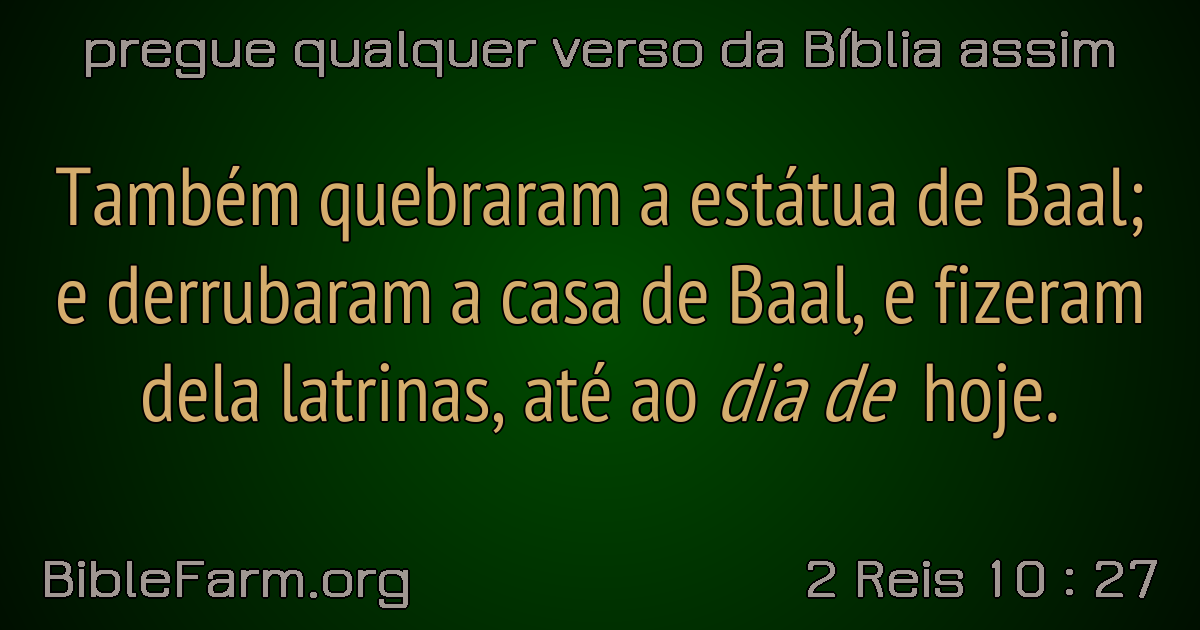 pregue qualquer verso da Bíblia assim
Também quebraram a estátua de Baal;
e derrubaram a casa de Baal, e fizeram
dela latrinas, até ao dia de hoje.
BibleFarm.org
2 Reis 10 : 27